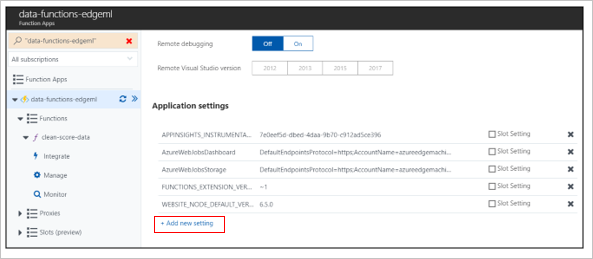 data-functions-edgeml
Function Apps
"data-functions-edgeml"
All subscriptions
Function Apps
data-functions-edgeml
Functions
clean-score-data
Integrate
Manage
Monitor
Proxies
Slots (preview)
Remote debugging
Off
On
Remote Visual Studio version
2012
2013
2015
2017
Application settings
APPINSIGHTS_INSTRUMENTA... 7e0eef5d-dbed-4daa-9b70-c912ad5ce396 Slot Setting
AzureWebJobsDashboard DefaultEndpointsProtocol=https;AccountName=azureedgemachi... Slot Setting
AzureWebJobsStorage DefaultEndpointsProtocol=https;AccountName=azureedgemachi... Slot Setting
FUNCTIONS_EXTENSION_VER... ~1 Slot Setting
WEBSITE_NODE_DEFAULT_VER... 6.5.0 Slot Setting
+ Add new setting